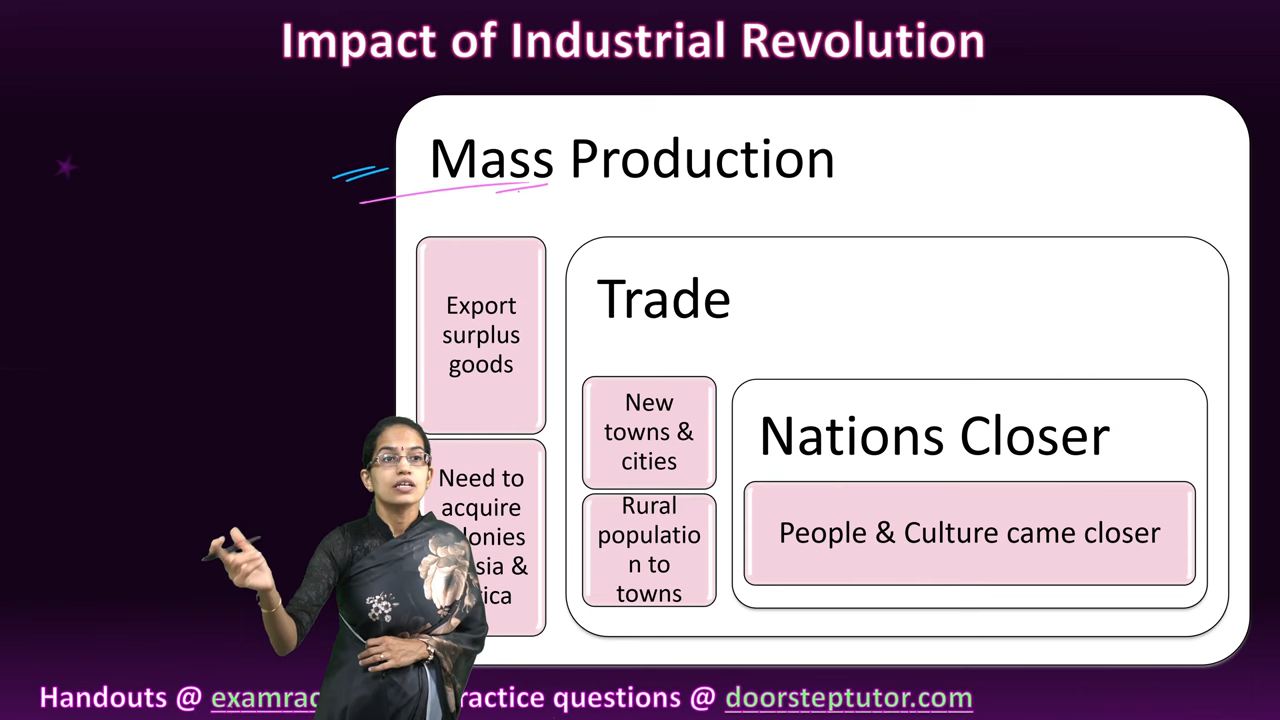 Impact of Industrial Revolution
Mass Production
Export
surplus
goods
Need to
acquire
Trade
New
towns &
cities
Rural
populatio
n to
towns
Nations Closer
People & Culture came closer
Handouts @ practice questions @ doorsteptutor.com